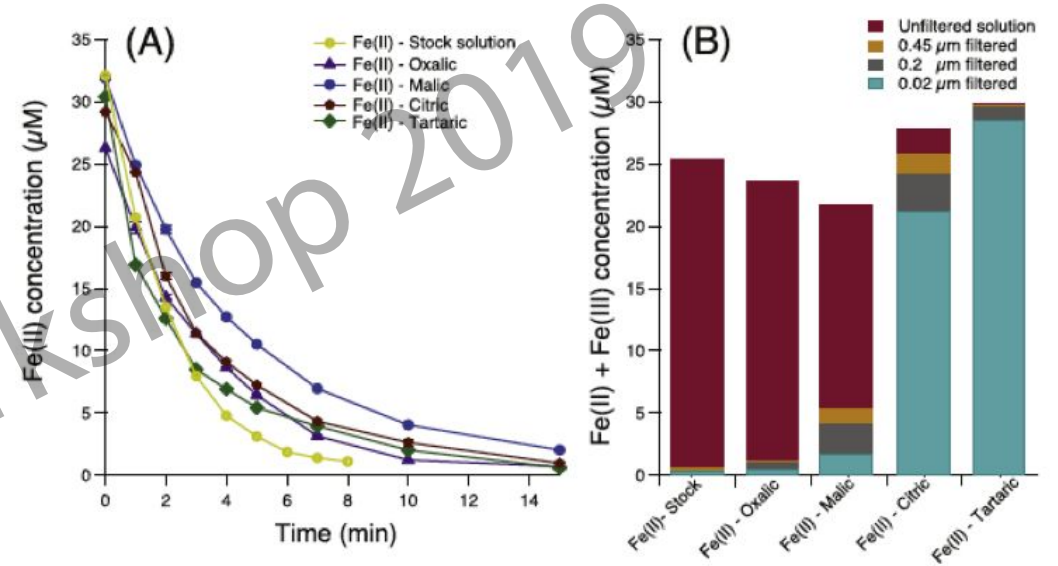 (A)
Fe(II) - Stock solution
Fe(II) - Oxalic
Fe(II) - Malic
Fe(II) - Citric
Fe(II) - Tartaric
Fe(II) concentration (µM)
35
30
25
20
15
10
5
0
0 2 4 6 8 10 12 14
Time (min)
(B)
Unfiltered solution
0.45 µm filtered
0.2 µm filtered
0.02 µm filtered
Fe(II) + Fe(III) concentration (µM)
35
30
25
20
15
10
5
0
Fe(II)- Stock
Fe(II) - Oxalic
Fe(II) - Malic
Fe(II) - Citric
Fe(II) - Tartaric
kshop 2019